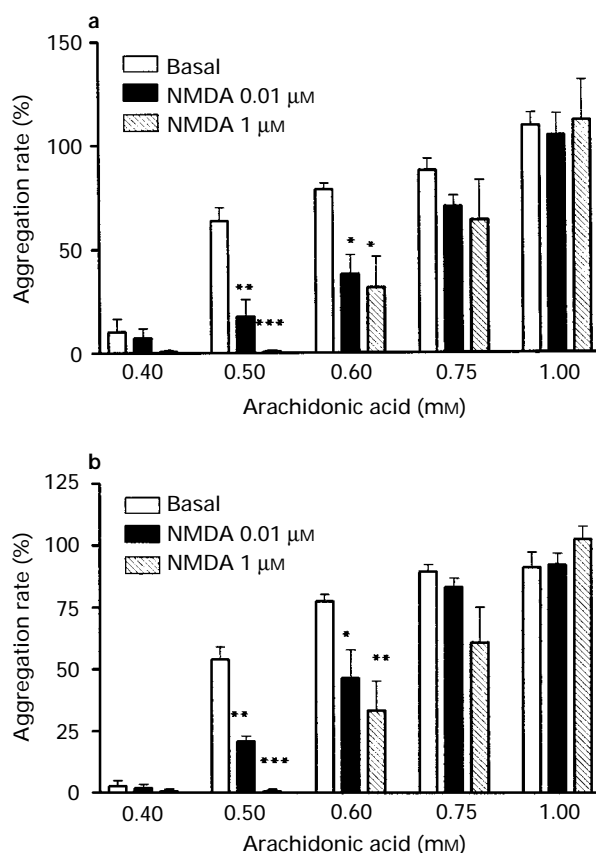 a
150
100
50
0
Aggregation rate (%)
Basal
NMDA 0.01 µM
NMDA 1 µM
**
***
*
*
0.40 0.50 0.60 0.75 1.00
Arachidonic acid (mM)
b
125
100
75
50
25
0
Aggregation rate (%)
Basal
NMDA 0.01 µM
NMDA 1 µM
**
***
*
**
0.40 0.50 0.60 0.75 1.00
Arachidonic acid (mM)